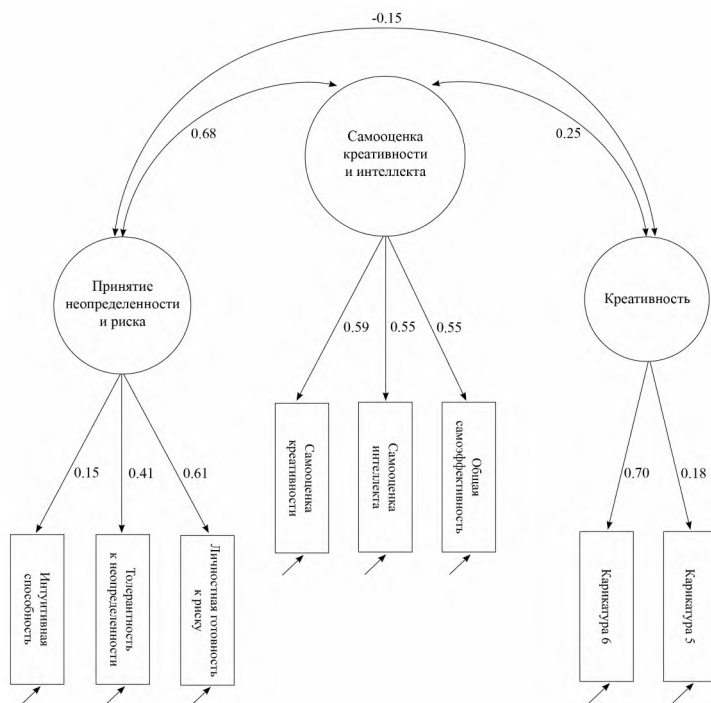 -0.15
0.68
0.25
Самооценка
креативности
и интеллекта
Принятие
неопределенности
и риска
Креативность
0.59
0.55
0.55
Самооценка
креативности
Самооценка
интеллекта
Общая
самоэффективность
0.15
0.41
0.61
0.70
0.18
Интуитивная
способность
Толерантность
к неопределенности
Личностная готовность
к риску
Карикатура 6
Карикатура 5